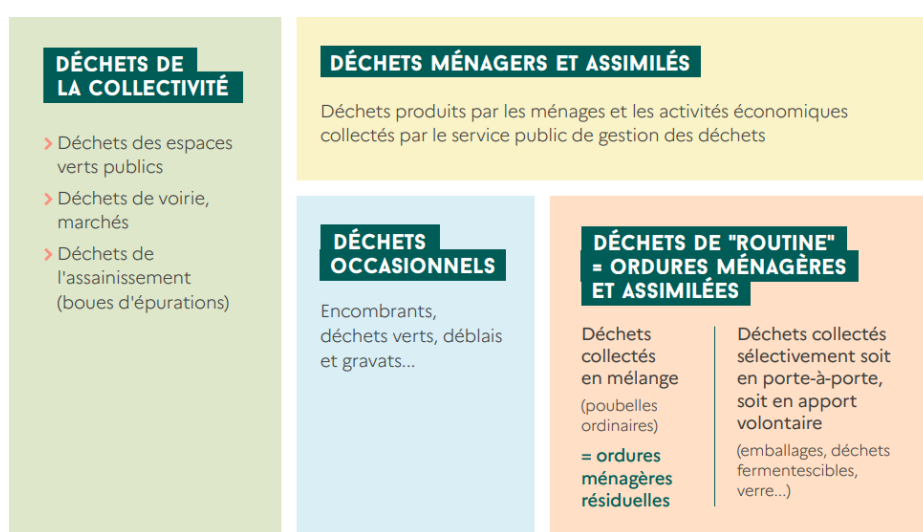 DÉCHETS DE
LA COLLECTIVITÉ
Déchets des espaces
verts publics
Déchets de voirie,
marchés
Déchets de
l'assainissement
(boues d'épurations)
DÉCHETS MÉNAGERS ET ASSIMILÉS
Déchets produits par les ménages et les activités économiques
collectés par le service public de gestion des déchets
DÉCHETS
OCCASIONNELS
Encombrants,
déchets verts, déblais
et gravats...
DÉCHETS DE "ROUTINE"
= ORDURES MÉNAGÈRES
ET ASSIMILÉES
Déchets
collectés
en mélange
(poubelles
ordinaires)
= ordures
ménagères
résiduelles
Déchets collectés
sélectivement soit
en porte-à-porte,
soit en apport
volontaire
(emballages, déchets
fermentescibles,
verre...)